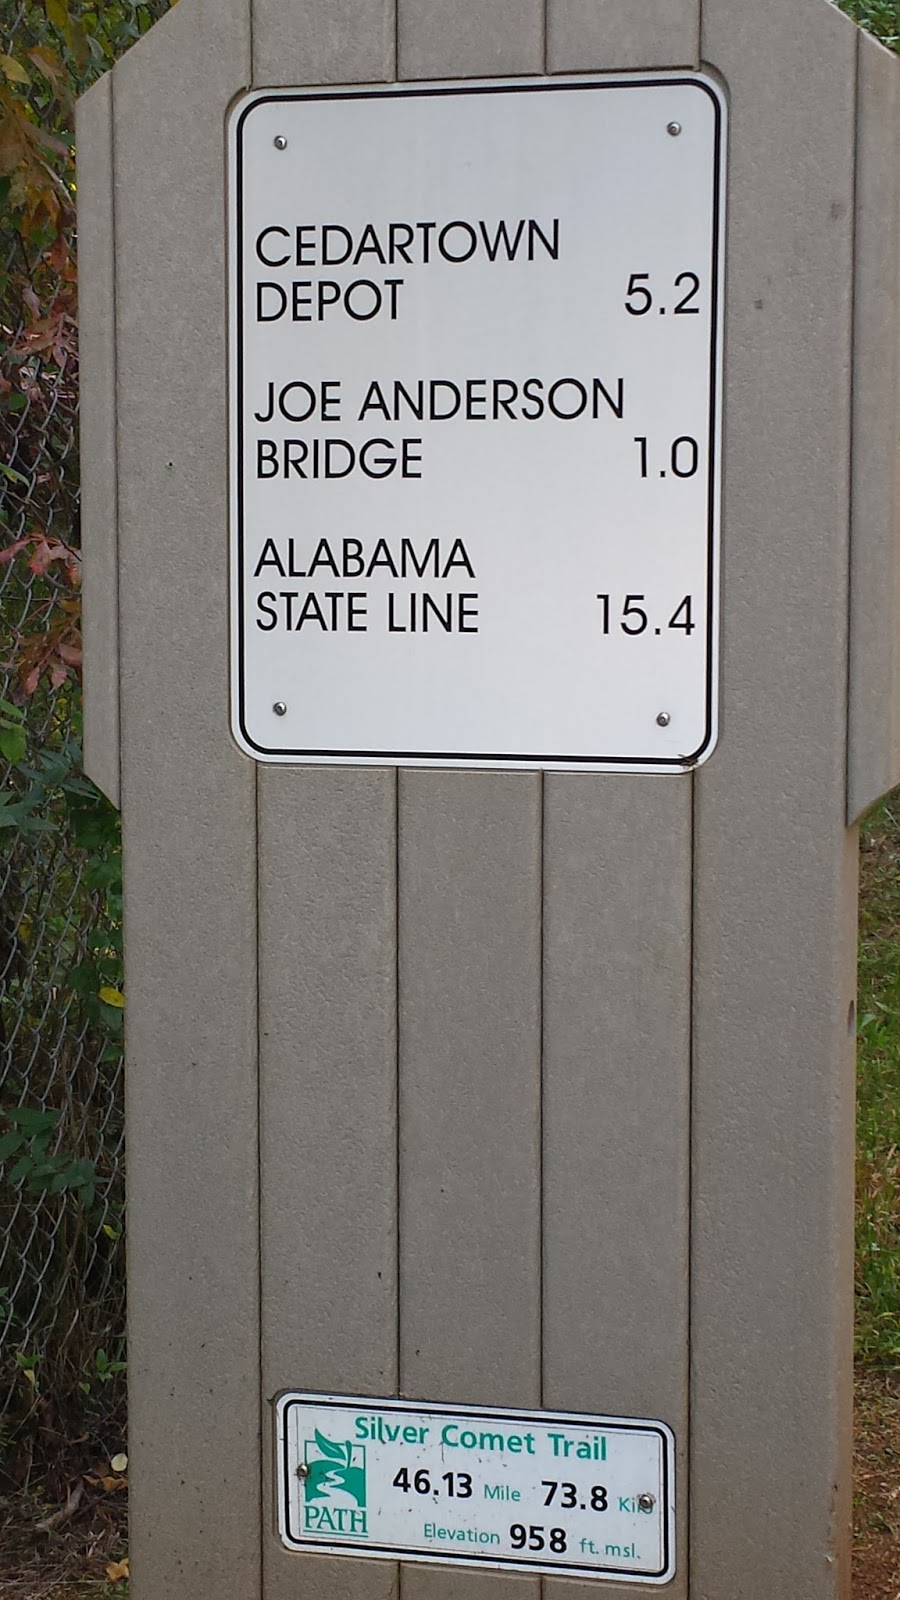 CEDARTOWN
DEPOT 5.2
JOE ANDERSON
BRIDGE 1.0
ALABAMA
STATE LINE 15.4
Silver Comet Trail
46.13 Mile 73.8 Kilo
PATH
Elevation 958 ft. msl.